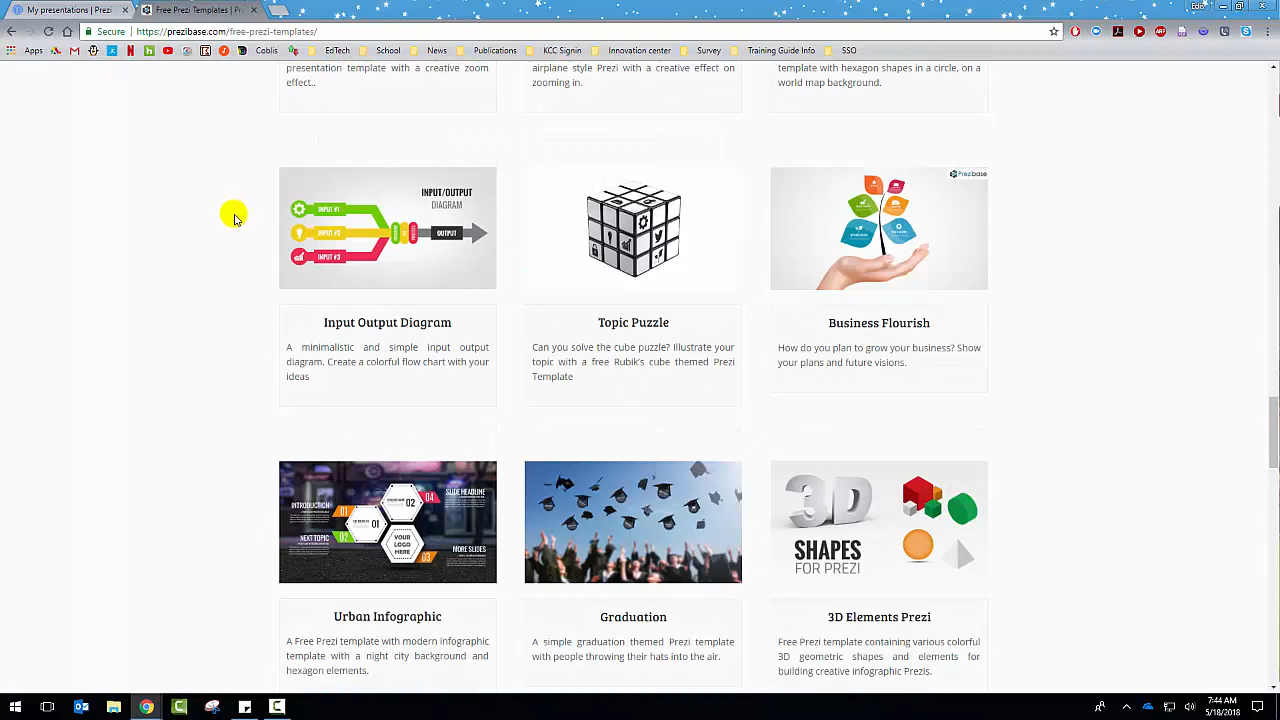 My presentations | Prezi
Free Prezi Templates | Pre
Secure
https://prezibase.com/free-prezi-templates/
Apps
Coblis
EdTech
School
News
Publications
KCC Signin
Innovation center
Survey
Training Guide Info
SSO
presentation template with a creative zoom
effect..
airplane style Prezi with a creative effect on
zooming in.
template with hexagon shapes in a circle, on a
world map background.
INPUT/OUTPUT
DIAGRAM
INPUT #1
INPUT #2
INPUT #3
OUTPUT
Prezibase
Input Output Diagram
A minimalistic and simple input output
diagram. Create a colorful flow chart with your
ideas
Topic Puzzle
Can you solve the cube puzzle? Illustrate your
topic with a free Rubik's cube themed Prezi
Template
Business Flourish
How do you plan to grow your business? Show
your plans and future visions.
INTRODUCTION
01
NEXT TOPIC
02
01
02
YOUR
LOGO
HERE
04
SLIDE HEADLINE
MORE SLIDES
03
3D
SHAPES
FOR PREZI
Urban Infographic
A Free Prezi template with modern infographic
template with a night city background and
hexagon elements.
Graduation
A simple graduation themed Prezi template
with people throwing their hats into the air.
3D Elements Prezi
Free Prezi template containing various colorful
3D geometric shapes and elements for
building creative infographic Prezis.
7:44 AM
5/18/2018